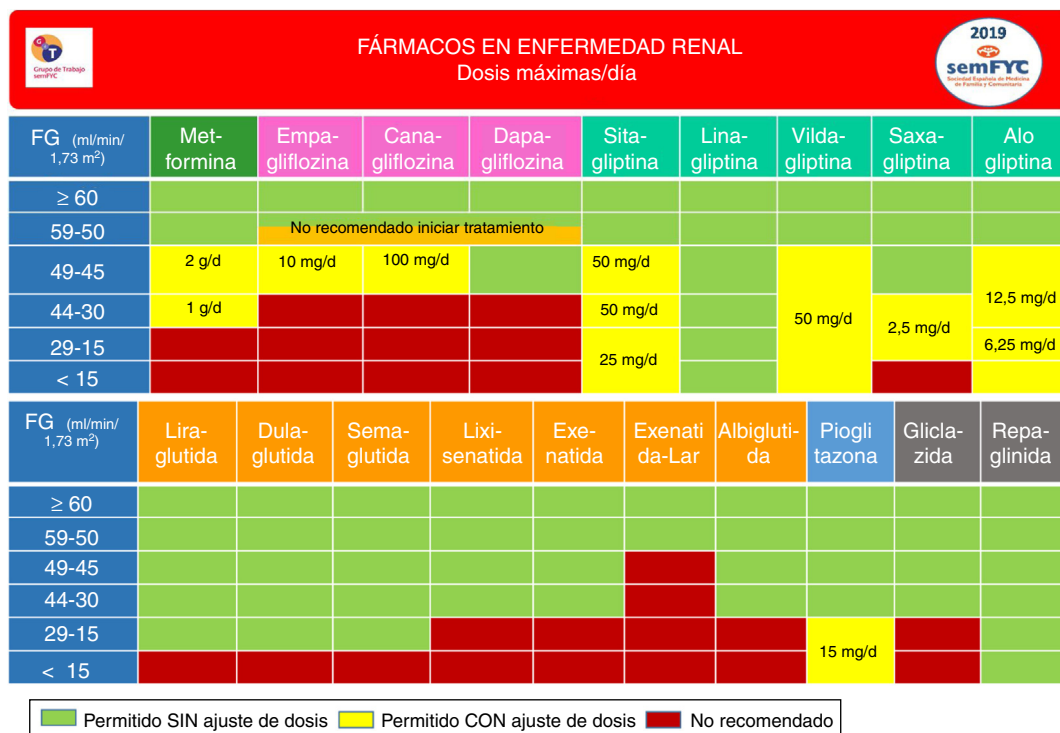 G T
Grupo de Trabajo
semFYC
FÁRMACOS EN ENFERMEDAD RENAL
Dosis máximas/día
2019
semFYC
Sociedad Española de Medicina
de Familia y Comunitaria
FG (ml/min/
1,73 m²)
Met-
formina
Empa-
gliflozina
Cana-
gliflozina
Dapa-
gliflozina
Sita-
gliptina
Lina-
gliptina
Vilda-
gliptina
Saxa-
gliptina
Alo
gliptina
≥ 60
59-50
No recomendado iniciar tratamiento
49-45
2 g/d
10 mg/d
100 mg/d
50 mg/d
44-30
1 g/d
50 mg/d
50 mg/d
2,5 mg/d
12,5 mg/d
29-15
25 mg/d
6,25 mg/d
< 15
FG (ml/min/
1,73 m²)
Lira-
glutida
Dula-
glutida
Sema-
glutida
Lixi-
senatida
Exe-
natida
Exenati
da-Lar
Albigluti-
da
Piogli
tazona
Glicla-
zida
Repa-
glinida
≥ 60
59-50
49-45
44-30
29-15
15 mg/d
< 15
Permitido SIN ajuste de dosis
Permitido CON ajuste de dosis
No recomendado